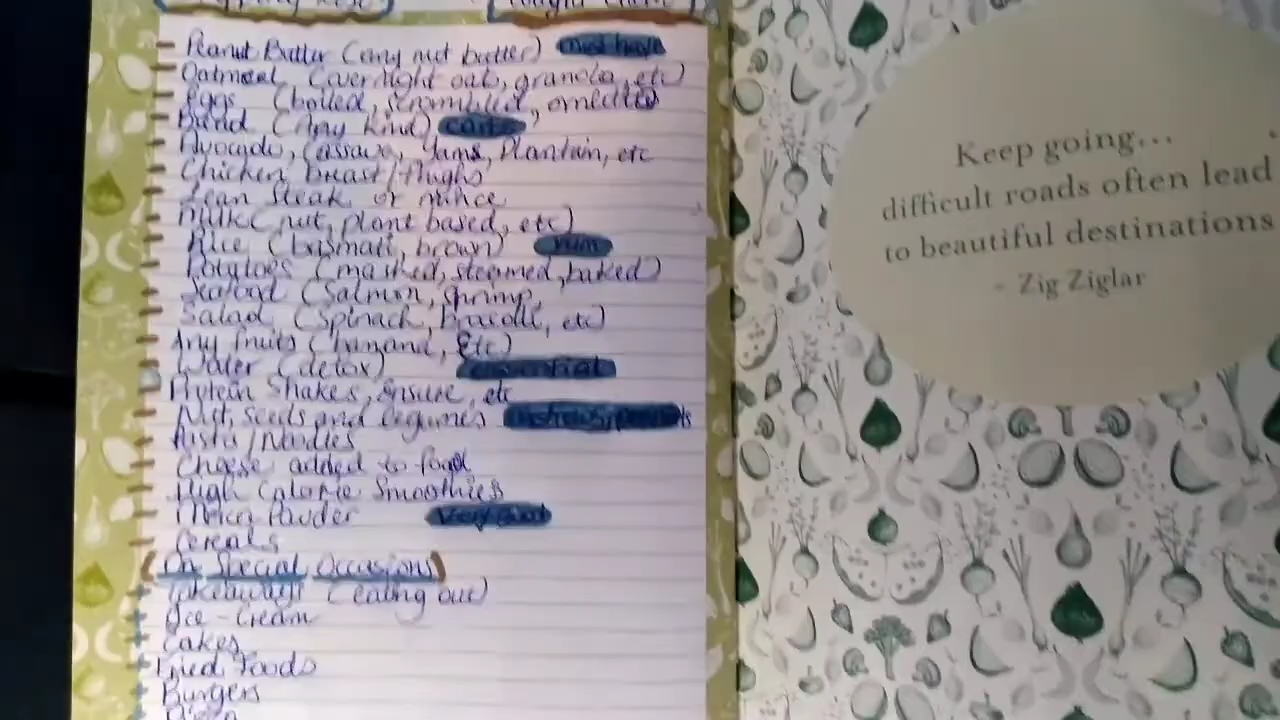 Peanut Butter (any nut butter) must have
Oatmeal (overnight oat, granola, etc)
Eggs (boiled, scrambled, omelette)
Bread (Any kind) carbs
Avocado, Cassava, Yams, Plantain, etc
Chicken breast/thighs
Lean Steak or mince
Milk (nut, plant based, etc)
Rice (basmati, brown) yum
Potatoes (mashed, steamed, baked)
Seafood (Salmon, shrimp,
Salad (Spinach, etc)
Any fruits (banana, Etc)
Water (detox) essential
Protein Shakes, Ensure, etc
Nut, Seeds and legumes
Pasta/Noodles
Cheese added to food
High Calorie Smoothies
Powder Very Good
Cereals
(On Special Occasions)
Takeaways (eating out)
Ice-Cream
Cakes
Fried Foods
Burgers
Pizza
Keep going...
difficult roads often lead
to beautiful destinations
- Zig Ziglar